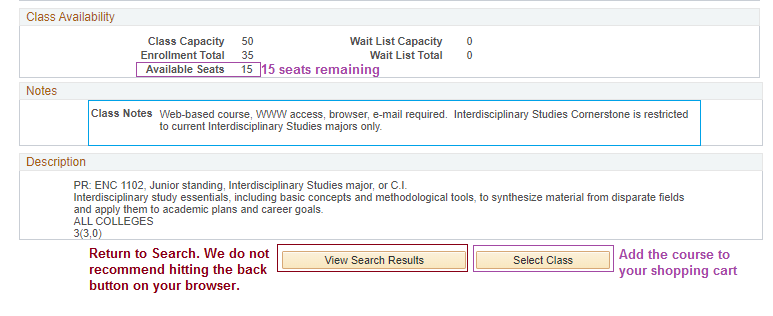 Class Availability
Class Capacity 50 Wait List Capacity 0
Enrollment Total 35 Wait List Total 0
Available Seats 15 15 seats remaining
Notes
Class Notes Web-based course, WWW access, browser, e-mail required. Interdisciplinary Studies Cornerstone is restricted
to current Interdisciplinary Studies majors only.
Description
PR: ENC 1102, Junior standing, Interdisciplinary Studies major, or C.I.
Interdisciplinary study essentials, including basic concepts and methodological tools, to synthesize material from disparate fields
and apply them to academic plans and career goals.
ALL COLLEGES
3(3,0)
Return to Search. We do not
recommend hitting the back
button on your browser.
View Search Results
Select Class
Add the course to
your shopping cart